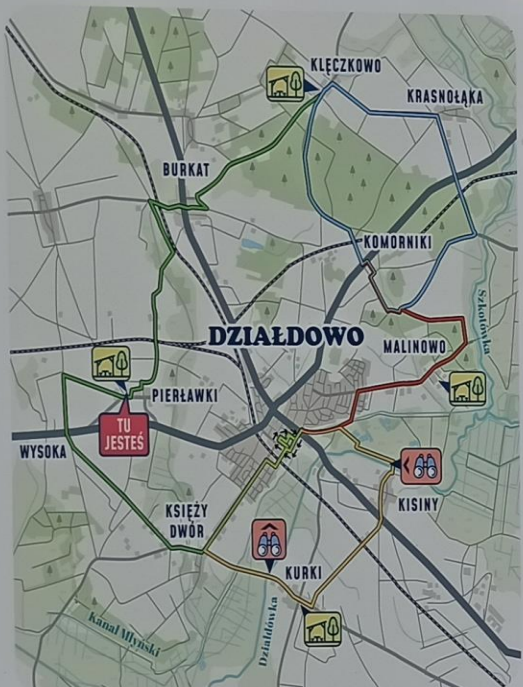 KLĘCZKOWO
KRASNOŁĄKA
BURKAT
KOMORNIKI
Szkotówka
DZIAŁDOWO
MALINOWO
PIERŁAWKI
TU
JESTEŚ
WYSOKA
KISINY
KSIĘŻY
DWÓR
KURKI
Kanał Młyński
Działdówka